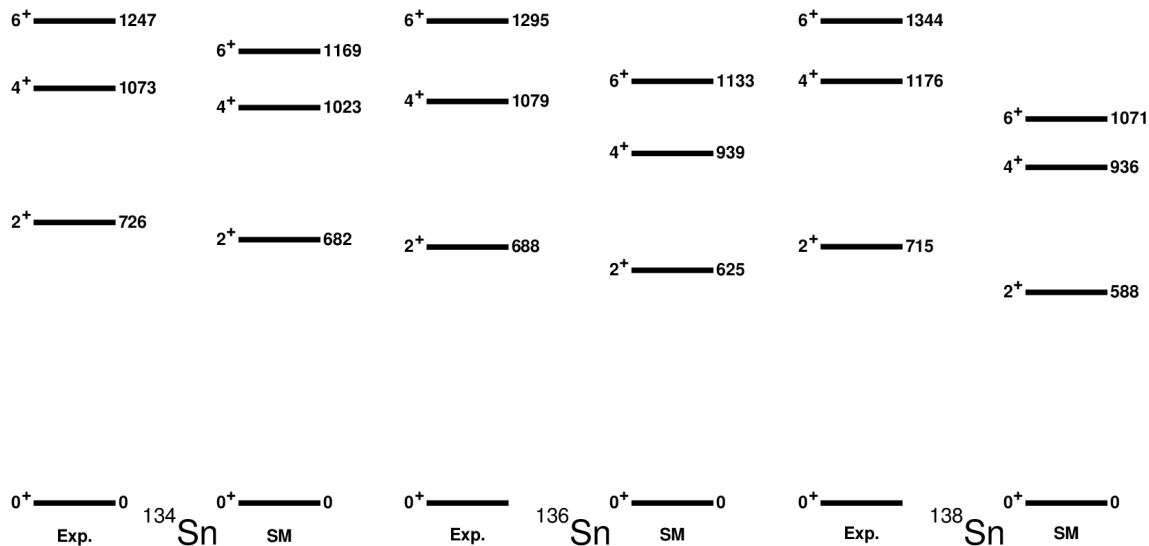 6+ 1247
4+ 1073
2+ 726
0+ 0
Exp.
134Sn
6+ 1169
4+ 1023
2+ 682
0+ 0
SM
6+ 1295
4+ 1079
2+ 688
0+
Exp.
136Sn
6+ 1133
4+ 939
2+ 625
0+ 0
SM
6+ 1344
4+ 1176
2+ 715
0+
Exp.
138Sn
6+ 1071
4+ 936
2+ 588
0+ 0
SM